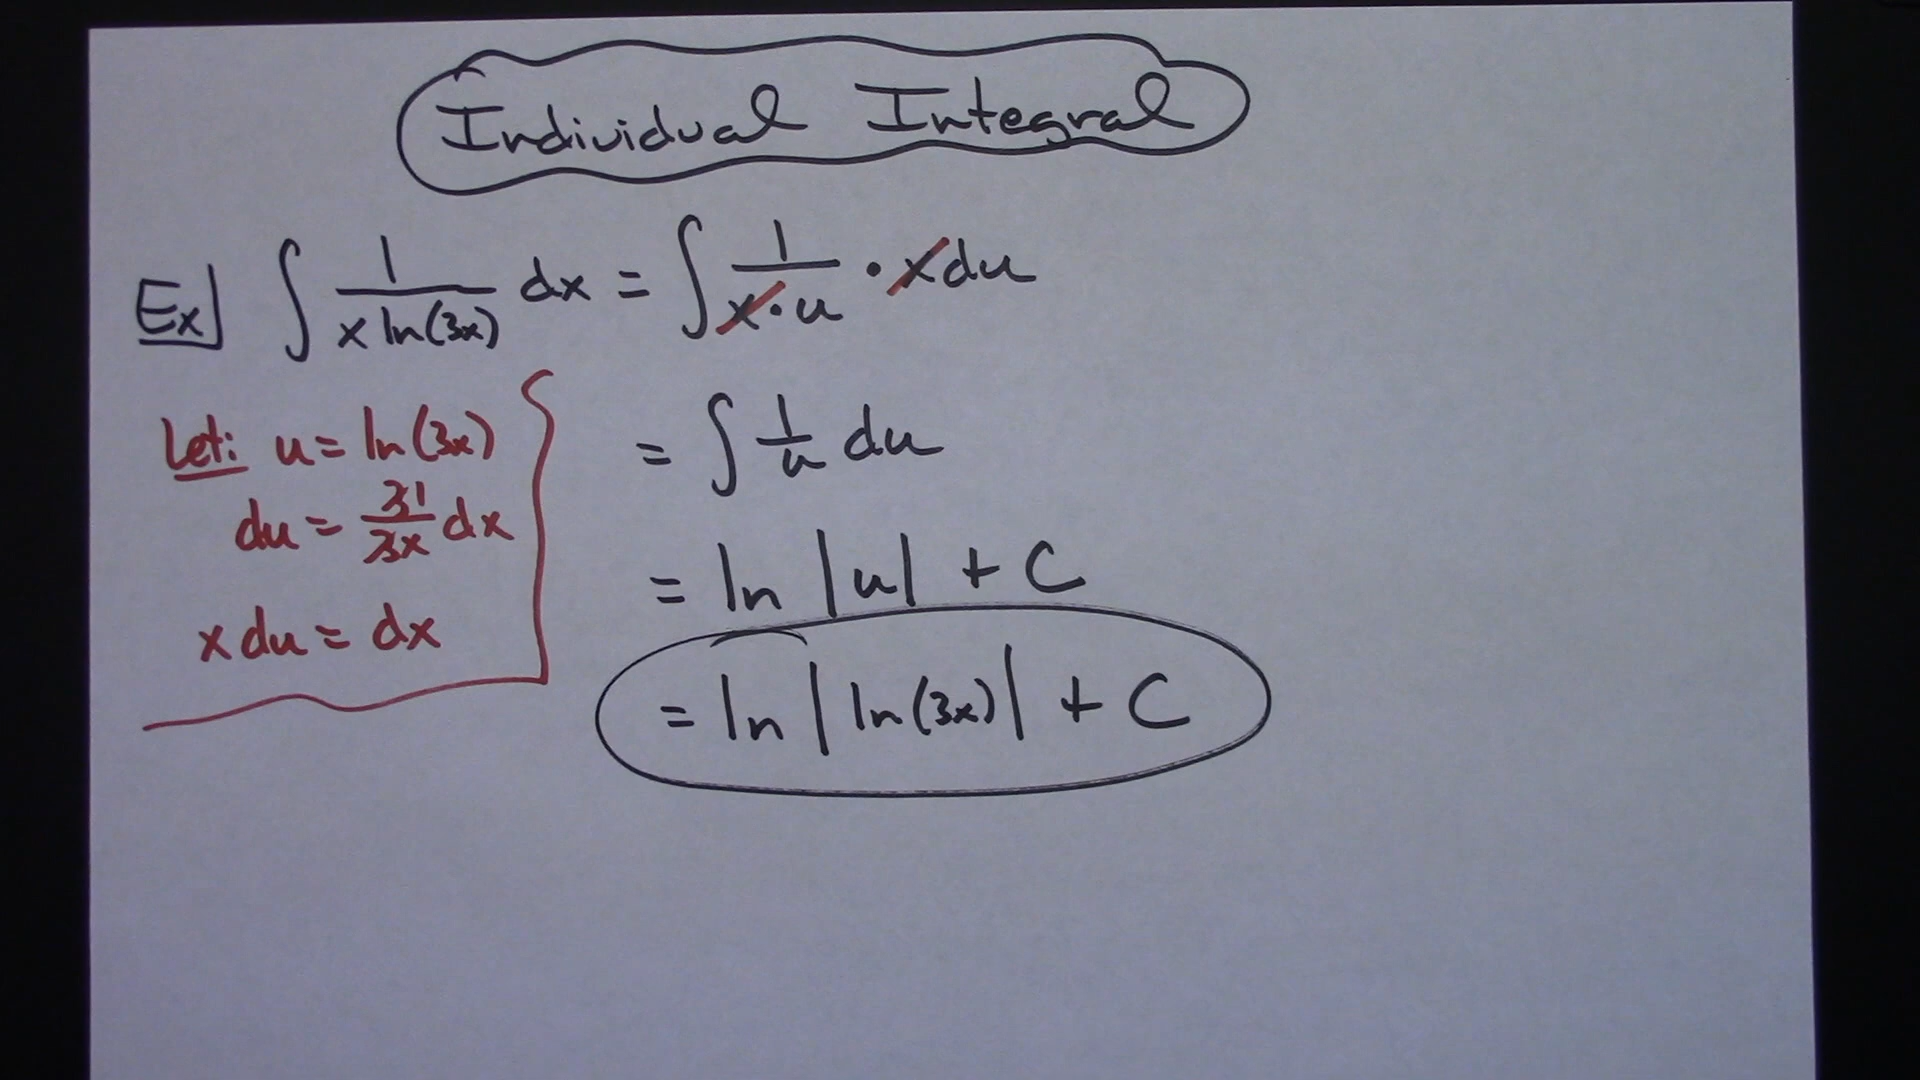 Individual Integral
Ex] ∫ 1/(x ln(3x)) dx = ∫ 1/(x·u) · x du
Let: u = ln(3x)
du = 31/3x dx
x du = dx
= ∫ 1/u du
= ln |u| + C
= ln | ln(3x)| + C